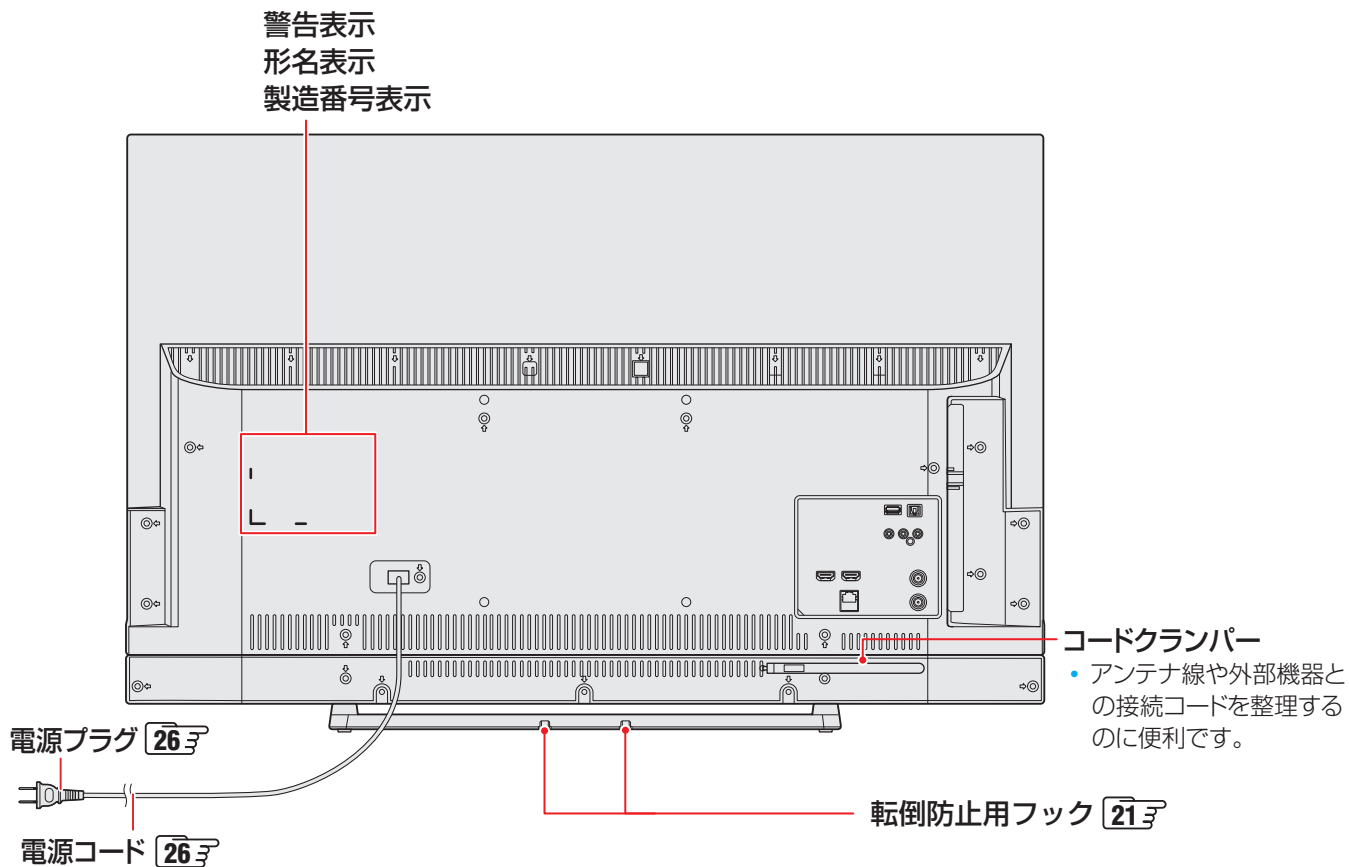 警告表示
形名表示
製造番号表示
コードクランパー
• アンテナ線や外部機器と
の接続コードを整理する
のに便利です。
電源プラグ 26
転倒防止用フック 21
電源コード 26